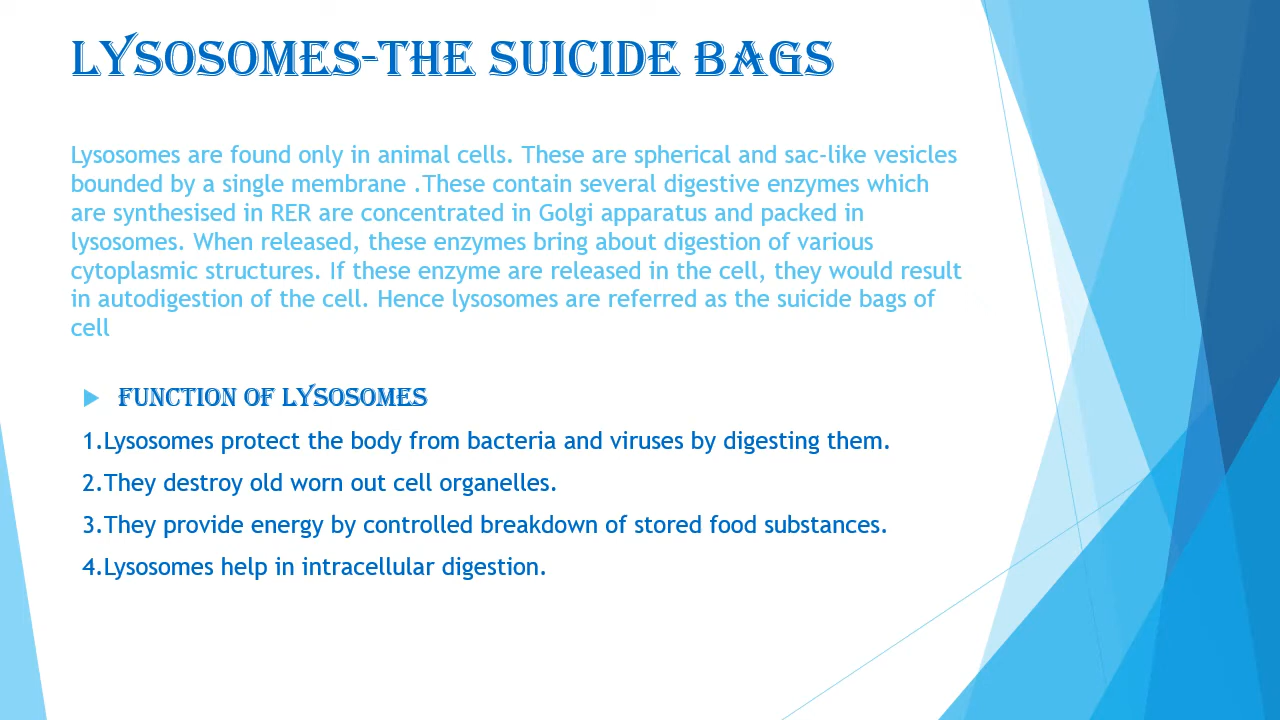 LYSOSOMES-THE SUICIDE BAGS
Lysosomes are found only in animal cells. These are spherical and sac-like vesicles
bounded by a single membrane .These contain several digestive enzymes which
are synthesised in RER are concentrated in Golgi apparatus and packed in
lysosomes. When released, these enzymes bring about digestion of various
cytoplasmic structures. If these enzyme are released in the cell, they would result
in autodigestion of the cell. Hence lysosomes are referred as the suicide bags of
cell
FUNCTION OF LYSOSOMES
1.Lysosomes protect the body from bacteria and viruses by digesting them.
2.They destroy old worn out cell organelles.
3.They provide energy by controlled breakdown of stored food substances.
4.Lysosomes help in intracellular digestion.